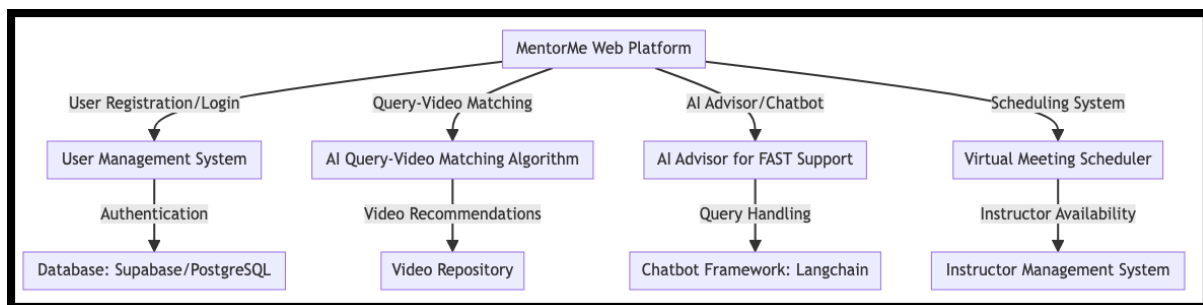 MentorMe Web Platform
User Registration/Login
Query-Video Matching
AI Advisor/Chatbot
Scheduling System
User Management System
AI Query-Video Matching Algorithm
AI Advisor for FAST Support
Virtual Meeting Scheduler
Authentication
Video Recommendations
Query Handling
Instructor Availability
Database: Supabase/PostgreSQL
Video Repository
Chatbot Framework: Langchain
Instructor Management System